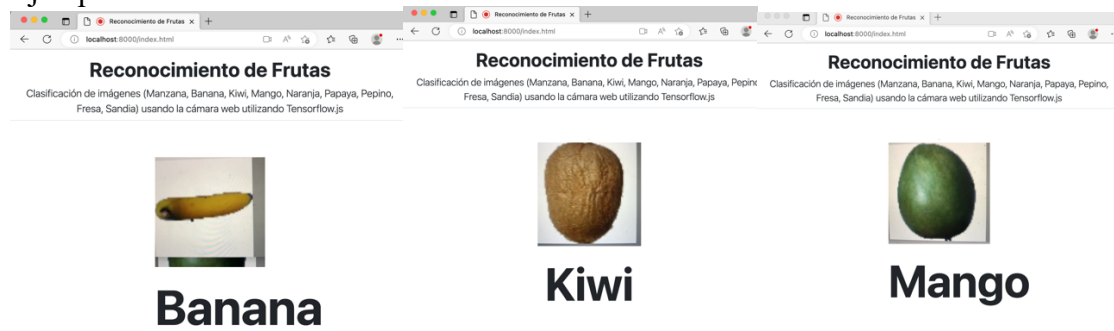 Reconocimiento de Frutas
localhost:8000/index.html
Reconocimiento de Frutas
Clasificación de imágenes (Manzana, Banana, Kiwi, Mango, Naranja, Papaya, Pepino,
Fresa, Sandia) usando la cámara web utilizando Tensorflow.js
Banana
Reconocimiento de Frutas
localhost:8000/index.html
Reconocimiento de Frutas
Clasificación de imágenes (Manzana, Banana, Kiwi, Mango, Naranja, Papaya, Pepino,
Fresa, Sandia) usando la cámara web utilizando Tensorflow.js
Kiwi
Reconocimiento de Frutas
localhost:8000/index.html
Reconocimiento de Frutas
Clasificación de imágenes (Manzana, Banana, Kiwi, Mango, Naranja, Papaya, Pepino,
Fresa, Sandia) usando la cámara web utilizando Tensorflow.js
Mango